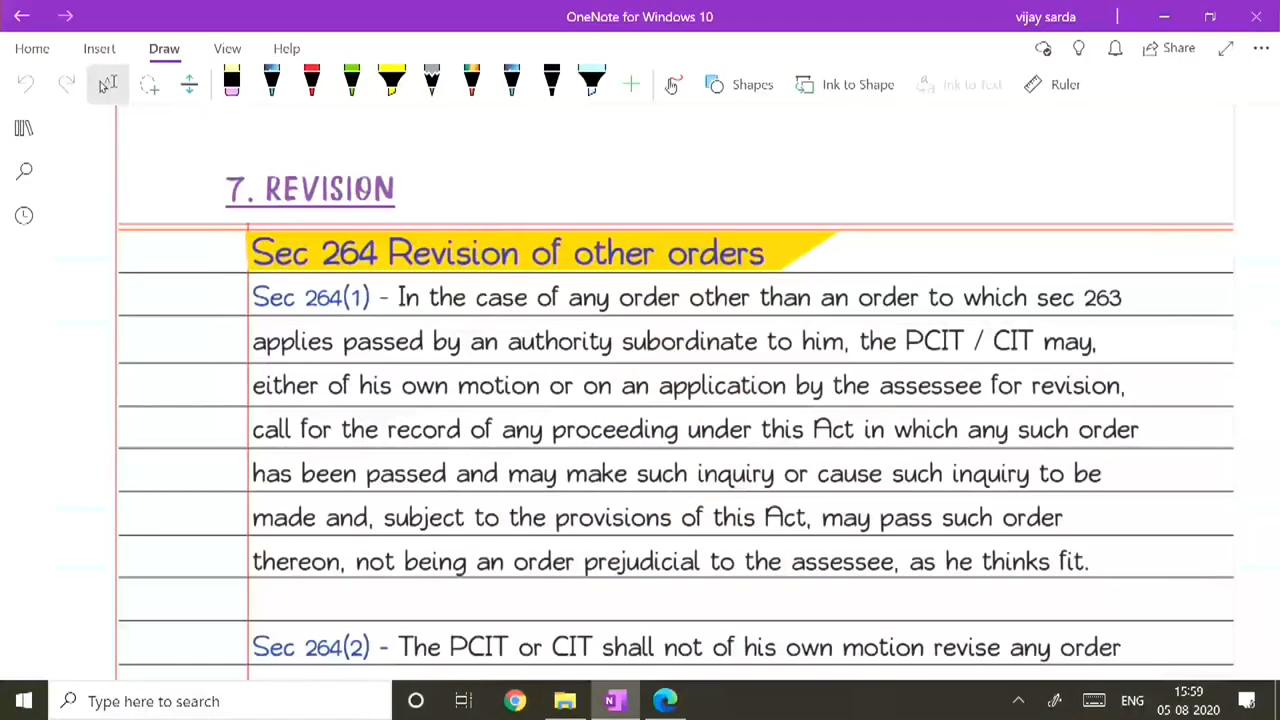 OneNote for Windows 10
vijay sarda
Home Insert Draw View Help
Share
Shapes Ink to Shape Ink to Text Ruler
7. REVISION
Sec 264 Revision of other orders
Sec 264(1) - In the case of any order other than an order to which sec 263
applies passed by an authority subordinate to him, the PCIT / CIT may,
either of his own motion or on an application by the assessee for revision,
call for the record of any proceeding under this Act in which any such order
has been passed and may make such inquiry or cause such inquiry to be
made and, subject to the provisions of this Act, may pass such order
thereon, not being an order prejudicial to the assessee, as he thinks fit.
Sec 264(2) - The PCIT or CIT shall not of his own motion revise any order
Type here to search
ENG
15:59
05-08-2020